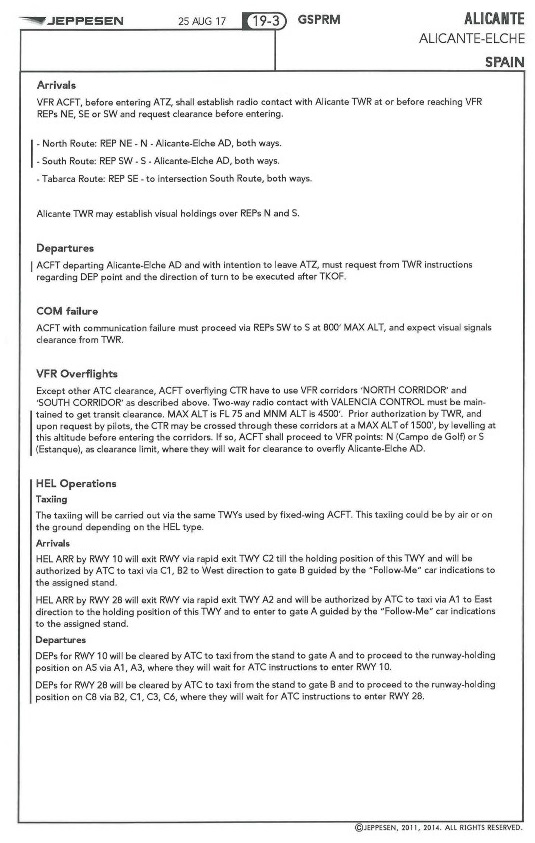 JEPPESEN 25 AUG 17 19-3 GSPRM ALICANTE
ALICANTE-ELCHE
SPAIN
Arrivals
VFR ACFT, before entering ATZ, shall establish radio contact with Alicante TWR at or before reaching VFR
REPs NE, SE or SW and request clearance before entering.
- North Route: REP NE - N - Alicante-Elche AD, both ways.
- South Route: REP SW - S - Alicante-Elche AD, both ways.
- Tabarca Route: REP SE - to intersection South Route, both ways.
Alicante TWR may establish visual holdings over REPs N and S.
Departures
ACFT departing Alicante-Elche AD and with intention to leave ATZ, must request from TWR instructions
regarding DEP point and the direction of turn to be executed after TKOF.
COM failure
ACFT with communication failure must proceed via REPs SW to S at 800' MAX ALT, and expect visual signals
clearance from TWR.
VFR Overflights
Except other ATC clearance, ACFT overflying CTR have to use VFR corridors 'NORTH CORRIDOR' and
'SOUTH CORRIDOR' as described above. Two-way radio contact with VALENCIA CONTROL must be main-
tained to get transit clearance. MAX ALT is FL 75 and MNM ALT is 4500'. Prior authorization by TWR, and
upon request by pilots, the CTR may be crossed through these corridors at a MAX ALT of 1500', by levelling at
this altitude before entering the corridors. If so, ACFT shall proceed to VFR points: N (Campo de Golf) or S
(Estanque), as clearance limit, where they will wait for clearance to overfly Alicante-Elche AD.
HEL Operations
Taxiing
The taxiing will be carried out via the same TWYs used by fixed-wing ACFT. This taxiing could be by air or on
the ground depending on the HEL type.
Arrivals
HEL ARR by RWY 10 will exit RWY via rapid exit TWY C2 till the holding position of this TWY and will be
authorized by ATC to taxi via C1, B2 to West direction to gate B guided by the "Follow-Me" car indications to
the assigned stand.
HEL ARR by RWY 28 will exit RWY via rapid exit TWY A2 and will be authorized by ATC to taxi via A1 to East
direction to the holding position of this TWY and to enter to gate A guided by the "Follow-Me" car indications
to the assigned stand.
Departures
DEPs for RWY 10 will be cleared by ATC to taxi from the stand to gate A and to proceed to the runway-holding
position on A5 via A1, A3, where they will wait for ATC instructions to enter RWY 10.
DEPs for RWY 28 will be cleared by ATC to taxi from the stand to gate B and to proceed to the runway-holding
position on C8 via B2, C1, C3, C6, where they will wait for ATC instructions to enter RWY 28.
©JEPPESEN, 2011, 2014. ALL RIGHTS RESERVED.